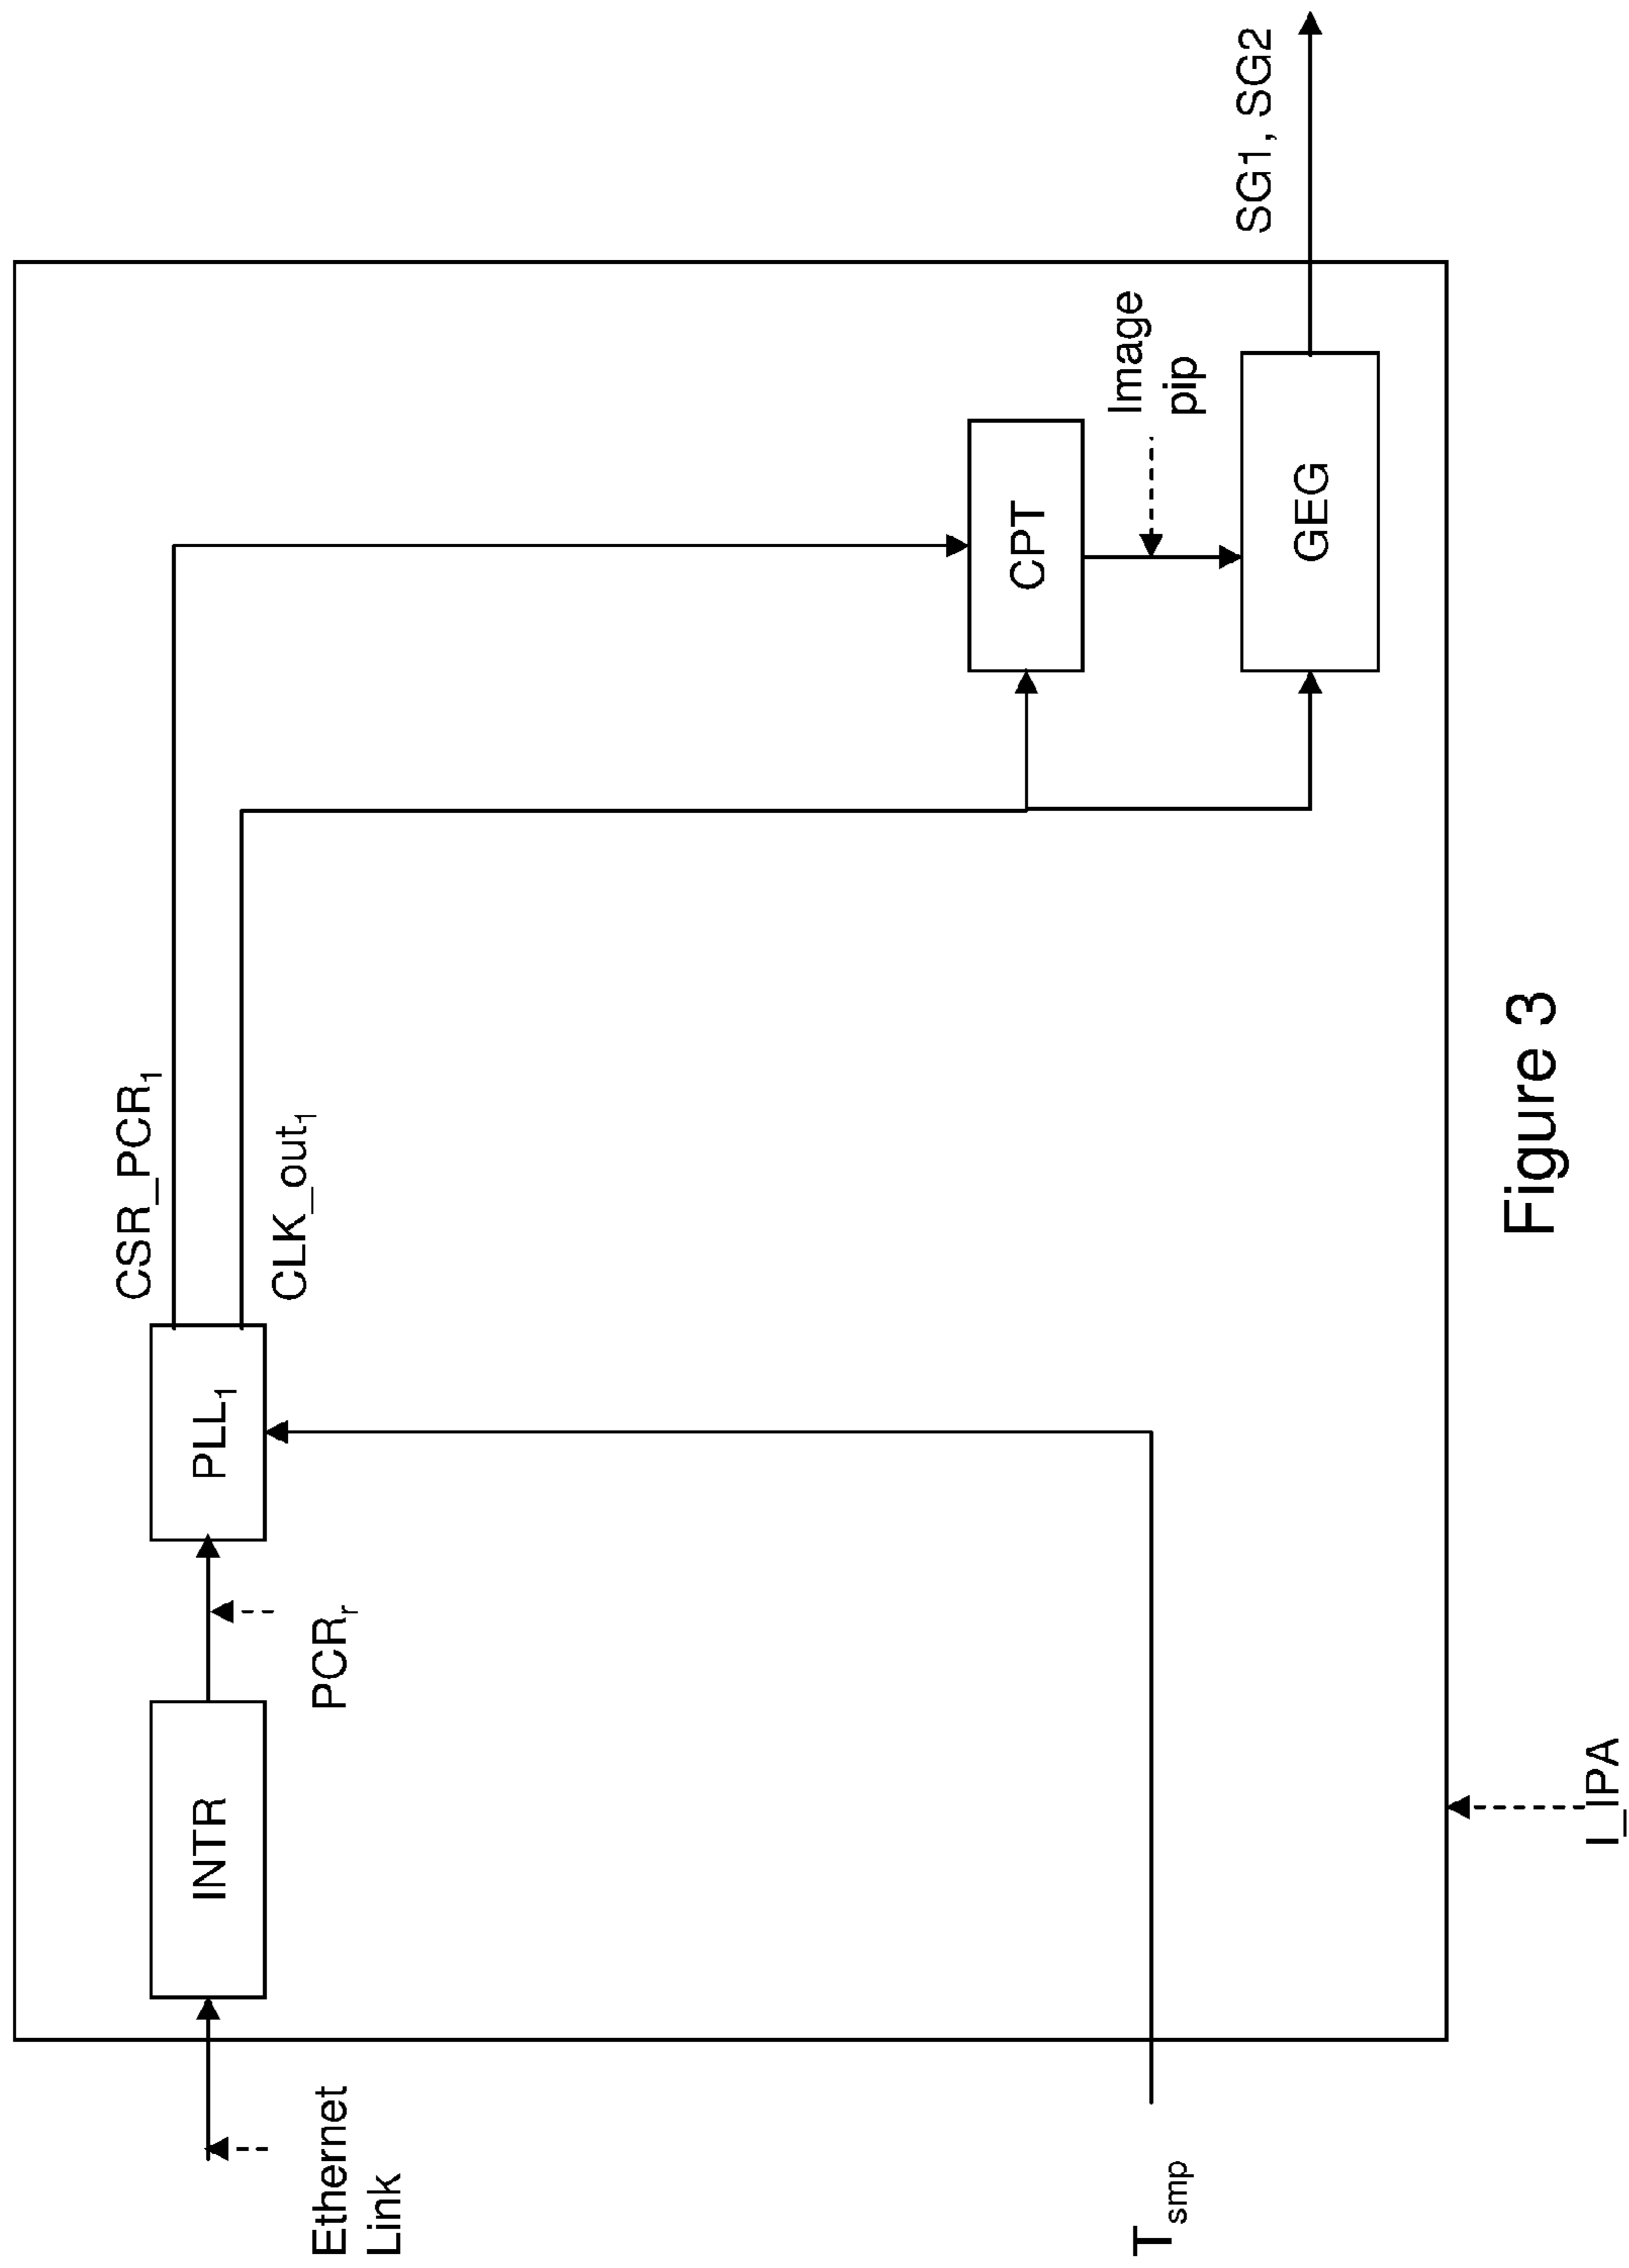 CSR_PCR₁
CLK_out₁
INTR
PLL₁
PCRᵣ
Ethernet
Link
CPT
Image
pip
SG1, SG2
GEG
Tsmp
I_IPA
Figure 3